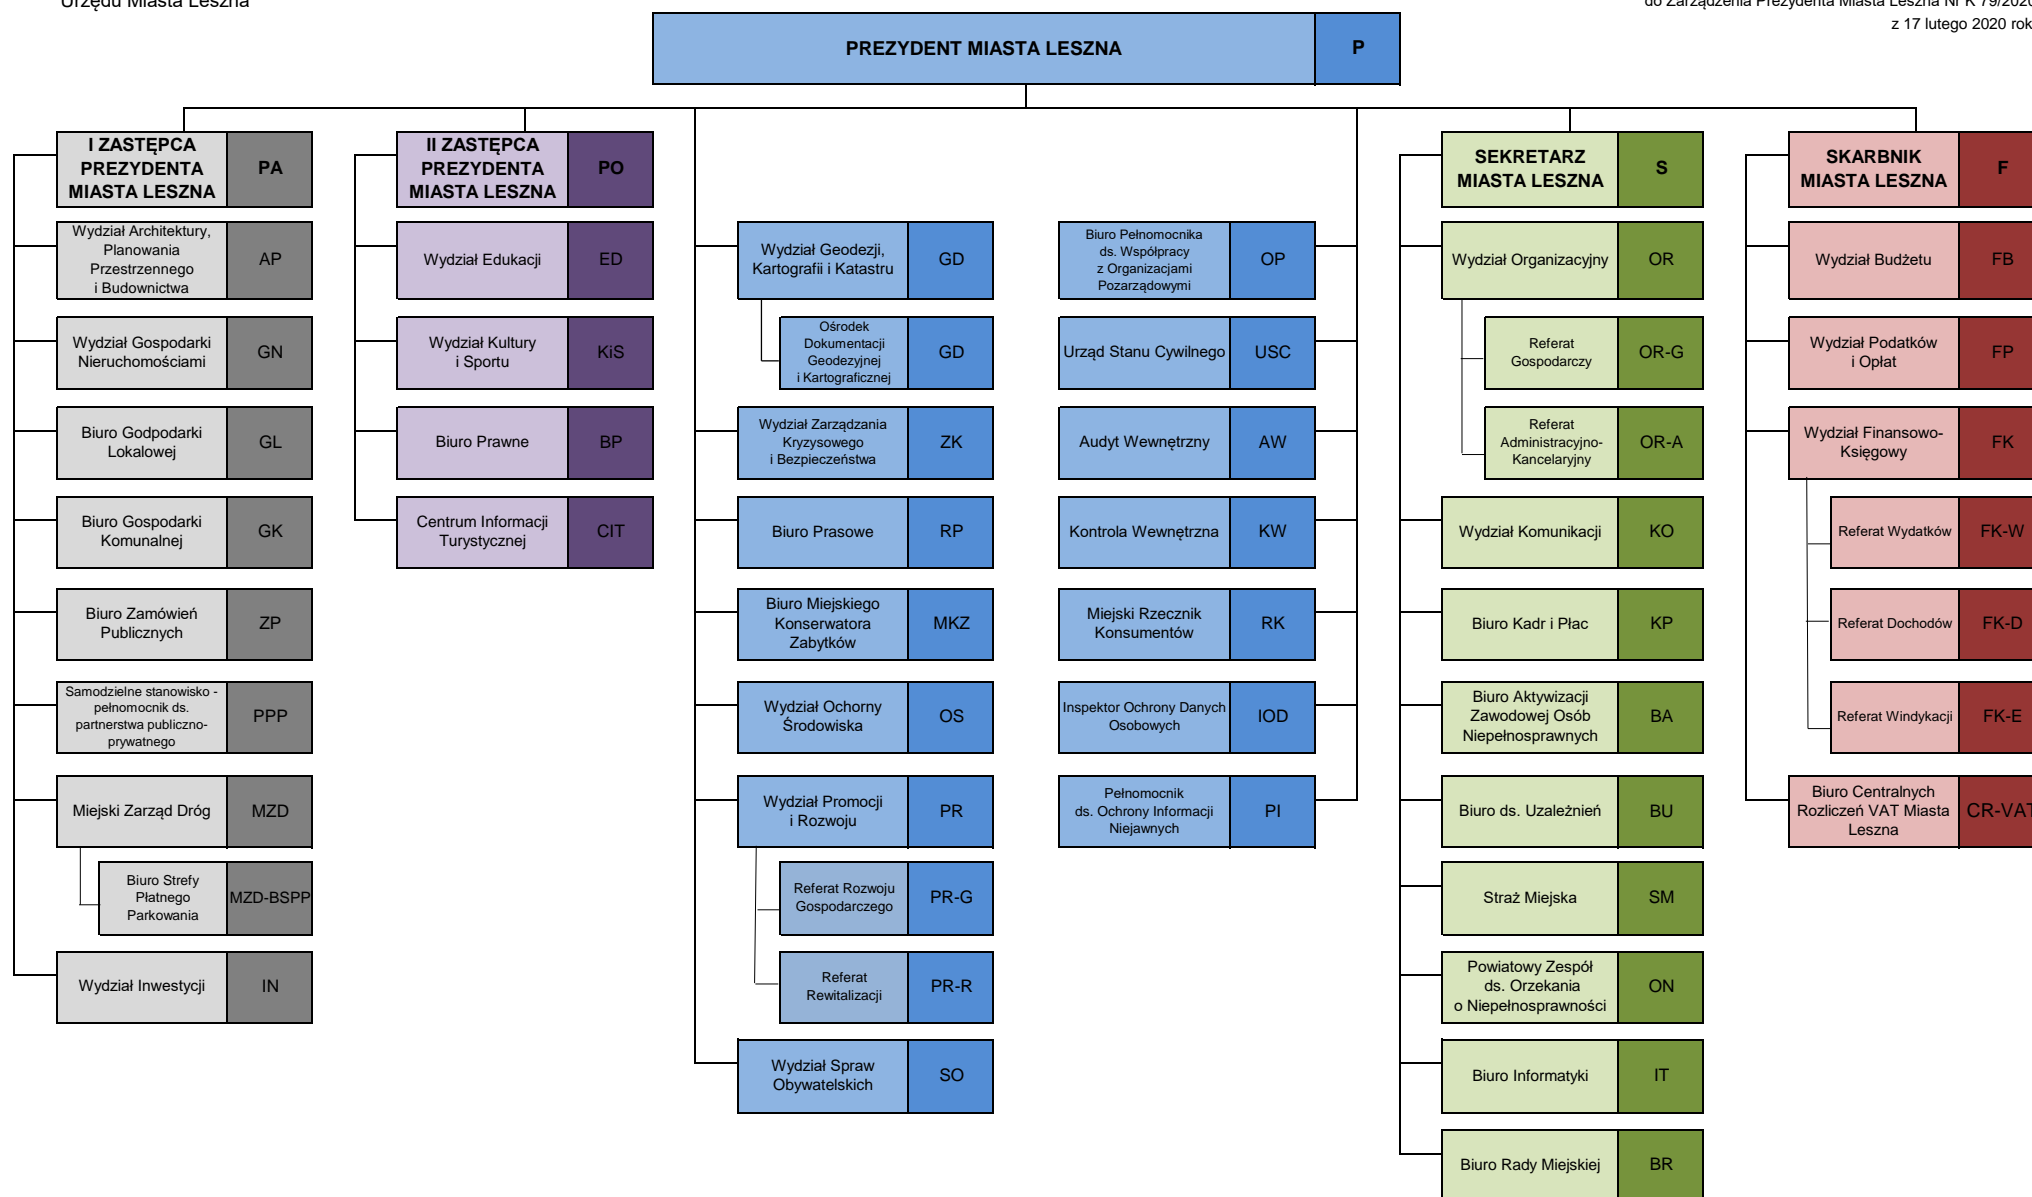 Urzędu Miasta Leszna
do Zarządzenia Prezydenta Miasta Leszna Nr K 79/2020
z 17 lutego 2020 rok
PREZYDENT MIASTA LESZNA
P
I ZASTĘPCA
PREZYDENTA
MIASTA LESZNA
PA
Wydział Architektury,
Planowania
Przestrzennego
i Budownictwa
AP
Wydział Gospodarki
Nieruchomościami
GN
Biuro Godpodarki
Lokalowej
GL
Biuro Gospodarki
Komunalnej
GK
Biuro Zamówień
Publicznych
ZP
Samodzielne stanowisko -
pełnomocnik ds.
partnerstwa publiczno-
prywatnego
PPP
Miejski Zarząd Dróg
MZD
Biuro Strefy
Płatnego
Parkowania
MZD-BSPP
Wydział Inwestycji
IN
II ZASTĘPCA
PREZYDENTA
MIASTA LESZNA
PO
Wydział Edukacji
ED
Wydział Kultury
i Sportu
KiS
Biuro Prawne
BP
Centrum Informacji
Turystycznej
CIT
Wydział Geodezji,
Kartografii i Katastru
GD
Ośrodek
Dokumentacji
Geodezyjnej
i Kartograficznej
GD
Wydział Zarządzania
Kryzysowego
i Bezpieczeństwa
ZK
Biuro Prasowe
RP
Biuro Miejskiego
Konserwatora
Zabytków
MKZ
Wydział Ochorny
Środowiska
OS
Wydział Promocji
i Rozwoju
PR
Referat Rozwoju
Gospodarczego
PR-G
Referat
Rewitalizacji
PR-R
Wydział Spraw
Obywatelskich
SO
Biuro Pełnomocnika
ds. Współpracy
z Organizacjami
Pozarządowymi
OP
Urząd Stanu Cywilnego
USC
Audyt Wewnętrzny
AW
Kontrola Wewnętrzna
KW
Miejski Rzecznik
Konsumentów
RK
Inspektor Ochrony Danych
Osobowych
IOD
Pełnomocnik
ds. Ochrony Informacji
Niejawnych
PI
SEKRETARZ
MIASTA LESZNA
S
Wydział Organizacyjny
OR
Referat
Gospodarczy
OR-G
Referat
Administracyjno-
Kancelaryjny
OR-A
Wydział Komunikacji
KO
Biuro Kadr i Płac
KP
Biuro Aktywizacji
Zawodowej Osób
Niepełnosprawnych
BA
Biuro ds. Uzależnień
BU
Straż Miejska
SM
Powiatowy Zespół
ds. Orzekania
o Niepełnosprawności
ON
Biuro Informatyki
IT
Biuro Rady Miejskiej
BR
SKARBNIK
MIASTA LESZNA
F
Wydział Budżetu
FB
Wydział Podatków
i Opłat
FP
Wydział Finansowo-
Księgowy
FK
Referat Wydatków
FK-W
Referat Dochodów
FK-D
Referat Windykacji
FK-E
Biuro Centralnych
Rozliczeń VAT Miasta
Leszna
CR-VAT